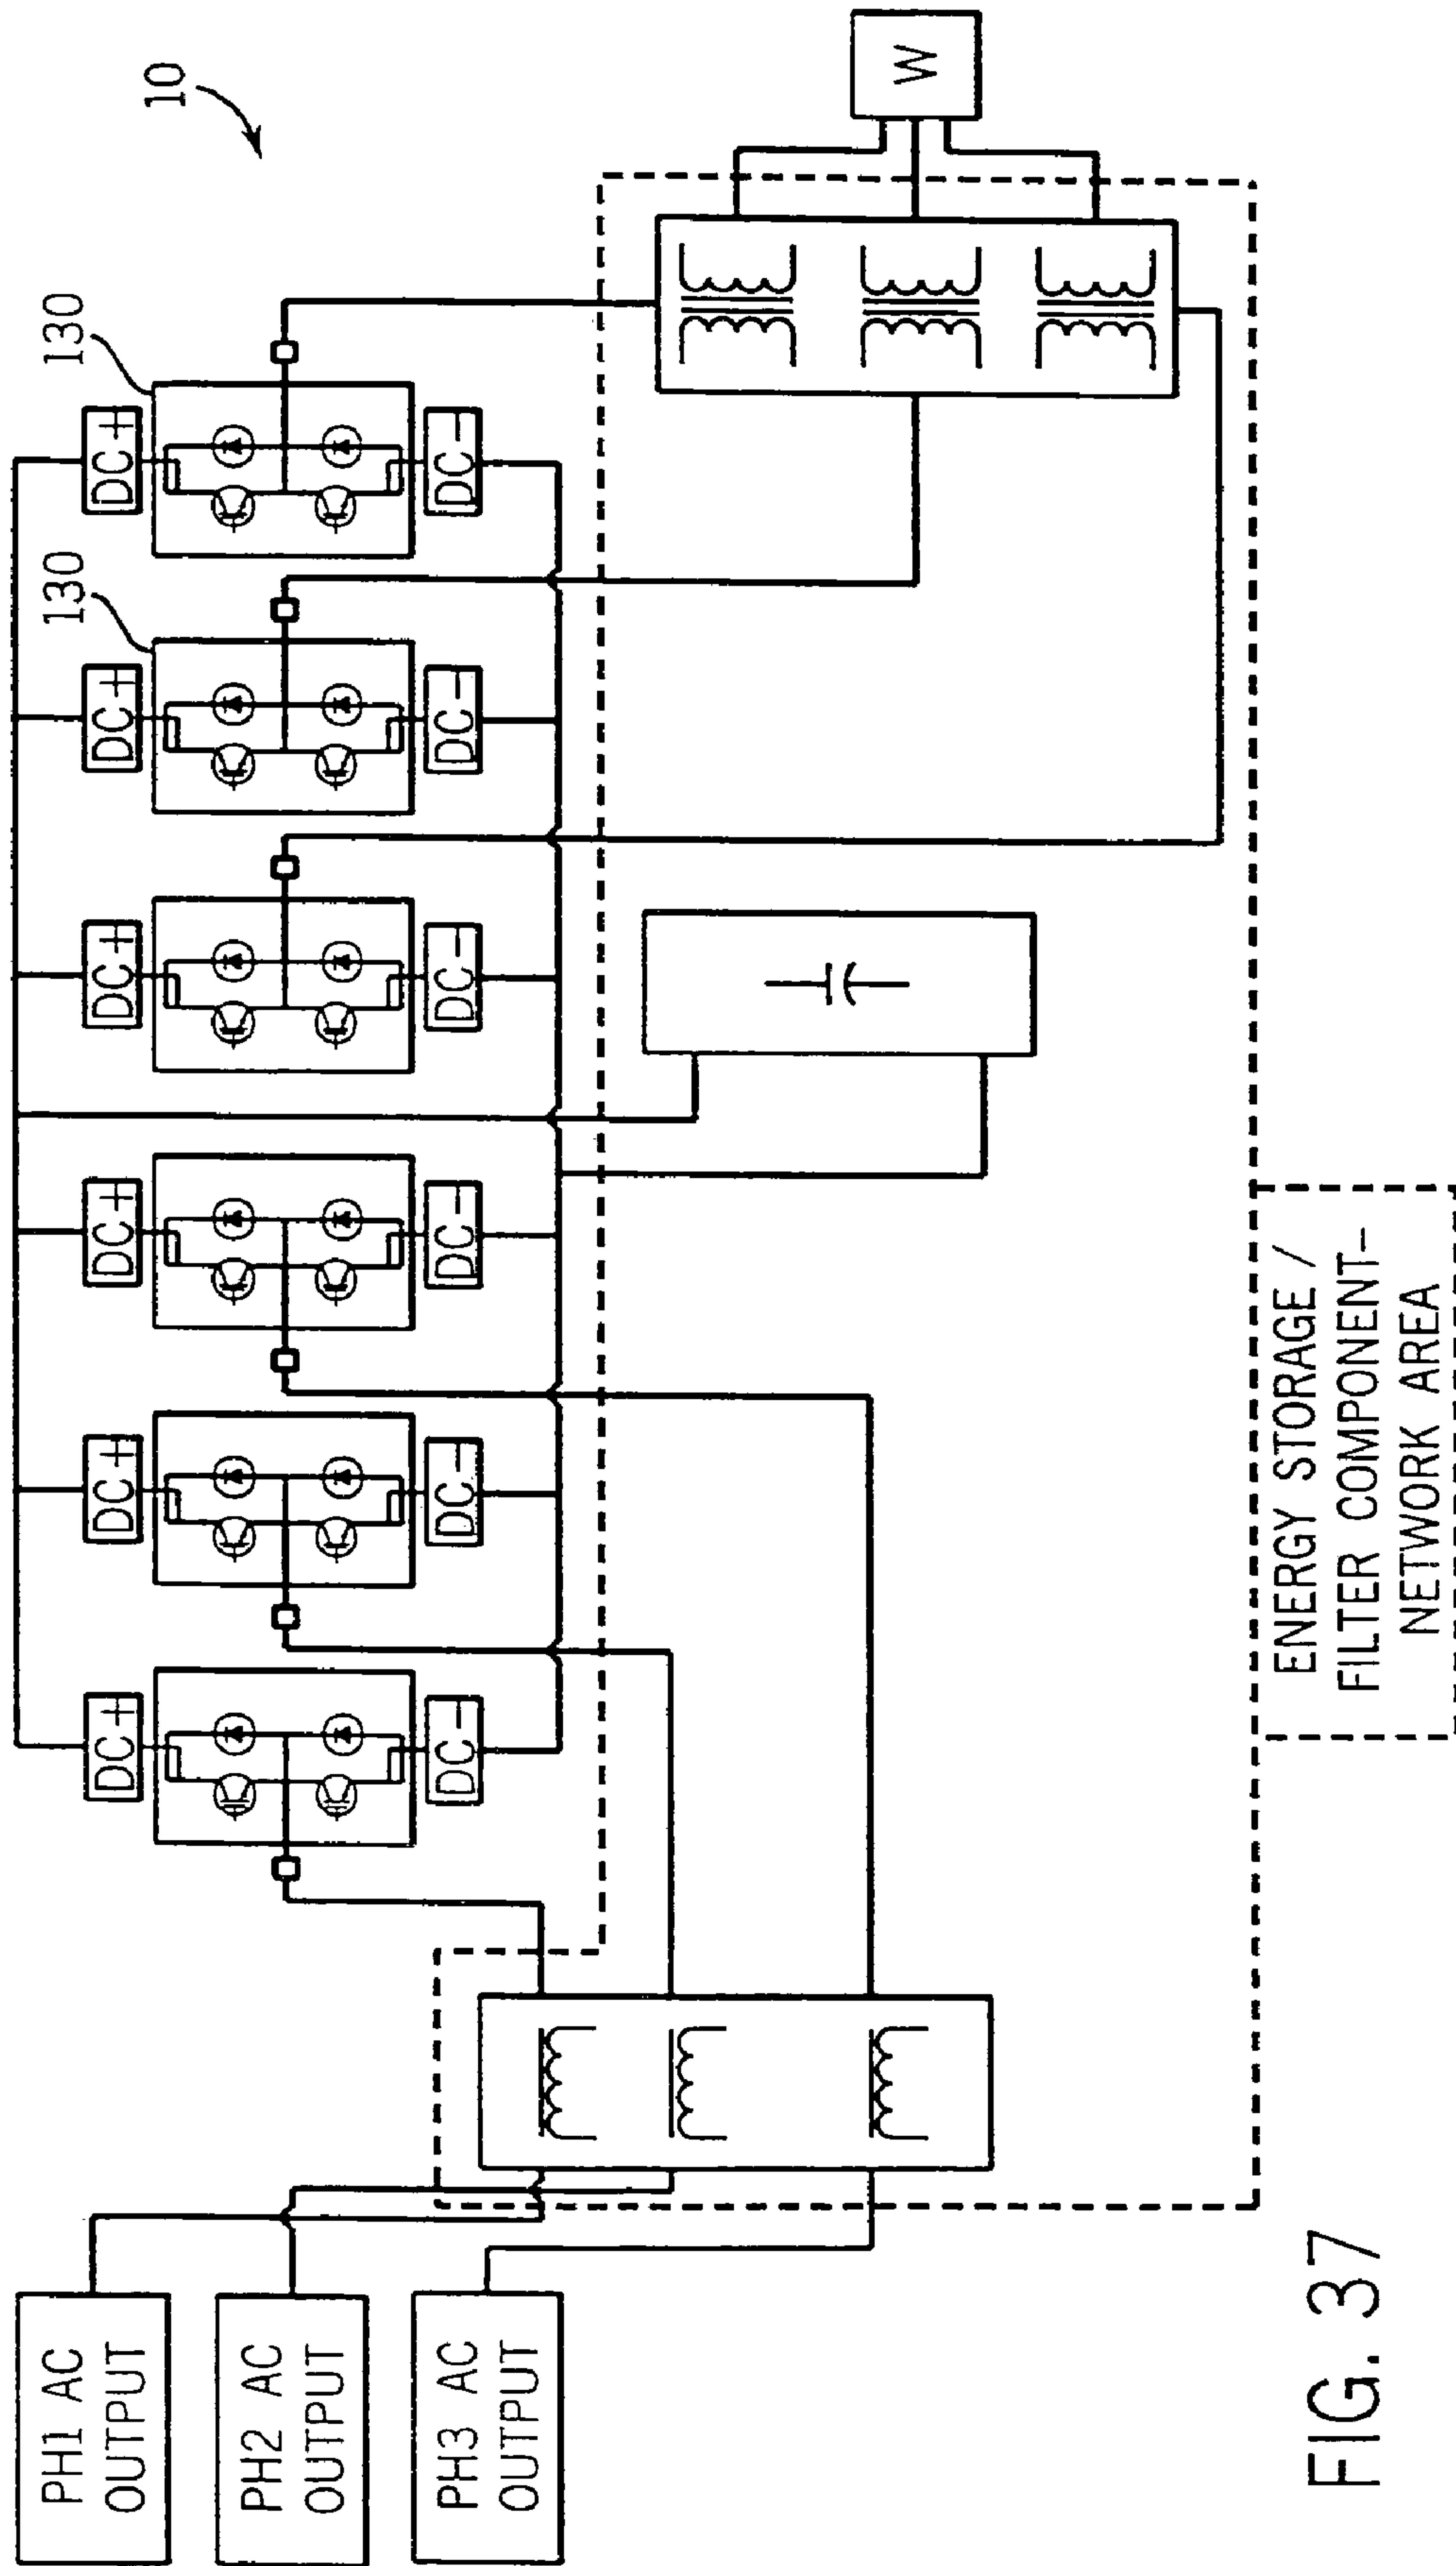 10
130
130
DC+
DC+
DC+
DC+
DC+
DC+
DC-
DC-
DC-
DC-
DC-
DC-
W
PH1 AC
OUTPUT
PH2 AC
OUTPUT
PH3 AC
OUTPUT
ENERGY STORAGE /
FILTER COMPONENT-
NETWORK AREA
FIG. 37